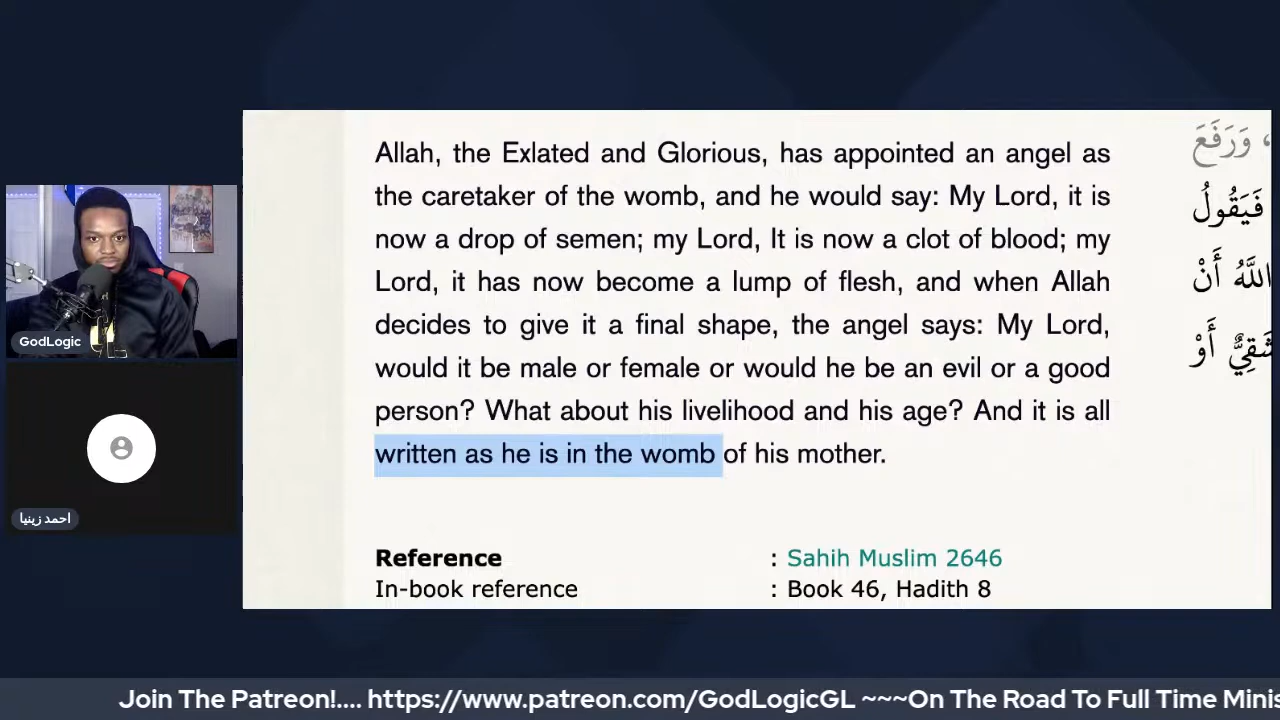 Allah, the Exlated and Glorious, has appointed an angel as
the caretaker of the womb, and he would say: My Lord, it is
now a drop of semen; my Lord, It is now a clot of blood; my
Lord, it has now become a lump of flesh, and when Allah
decides to give it a final shape, the angel says: My Lord,
would it be male or female or would he be an evil or a good
person? What about his livelihood and his age? And it is all
written as he is in the womb of his mother.
، وَرَفَعَ
فَيَقُولُ
اللَّهُ أَنْ
شَقِيٌّ أَوْ
Reference : Sahih Muslim 2646
In-book reference : Book 46, Hadith 8
GodLogic
احمد زينيا
Join The Patreon!.... https://www.patreon.com/GodLogicGL ~~~On The Road To Full Time Minis